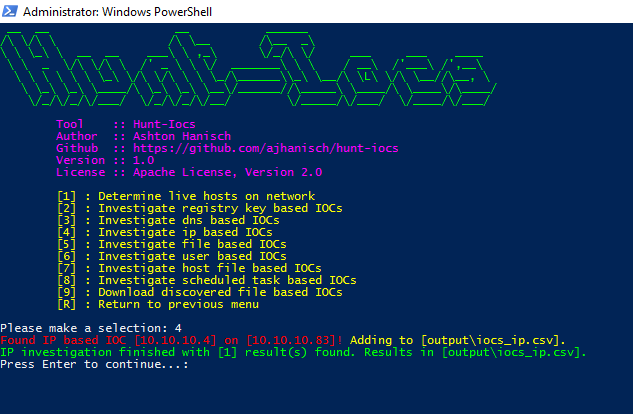 Administrator: Windows PowerShell
Hunt-Iocs
Tool :: Hunt-Iocs
Author :: Ashton Hanisch
Github :: https://github.com/ajhanisch/hunt-iocs
Version :: 1.0
License :: Apache License, Version 2.0
[1] : Determine live hosts on network
[2] : Investigate registry key based IOCs
[3] : Investigate dns based IOCs
[4] : Investigate ip based IOCs
[5] : Investigate file based IOCs
[6] : Investigate user based IOCs
[7] : Investigate host file based IOCs
[8] : Investigate scheduled task based IOCs
[9] : Download discovered file based IOCs
[R] : Return to previous menu
Please make a selection: 4
Found IP based IOC [10.10.10.4] on [10.10.10.83]! Adding to [output\iocs_ip.csv].
IP investigation finished with [1] result(s) found. Results in [output\iocs_ip.csv].
Press Enter to continue...: